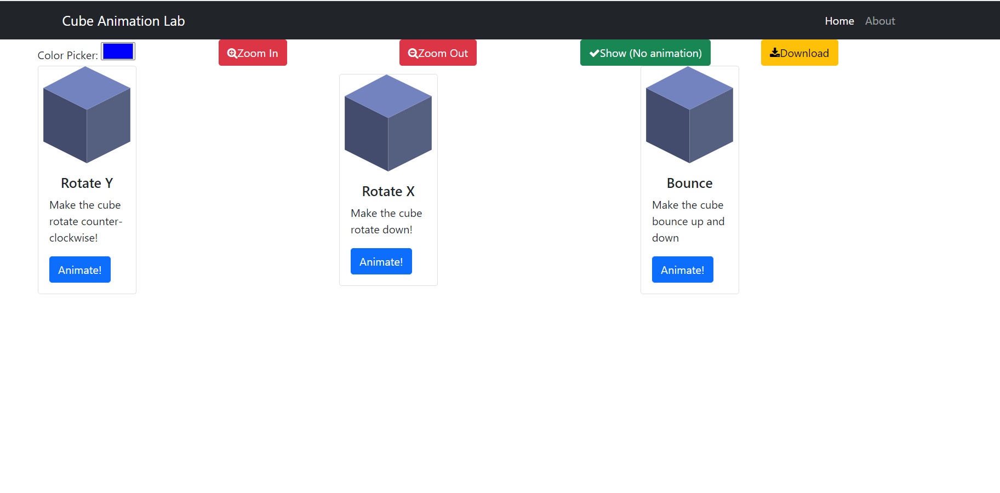 Cube Animation Lab
Home About
Color Picker:
Zoom In
Zoom Out
Show (No animation)
Download
Rotate Y
Make the cube
rotate counter-
clockwise!
Animate!
Rotate X
Make the cube
rotate down!
Animate!
Bounce
Make the cube
bounce up and
down
Animate!